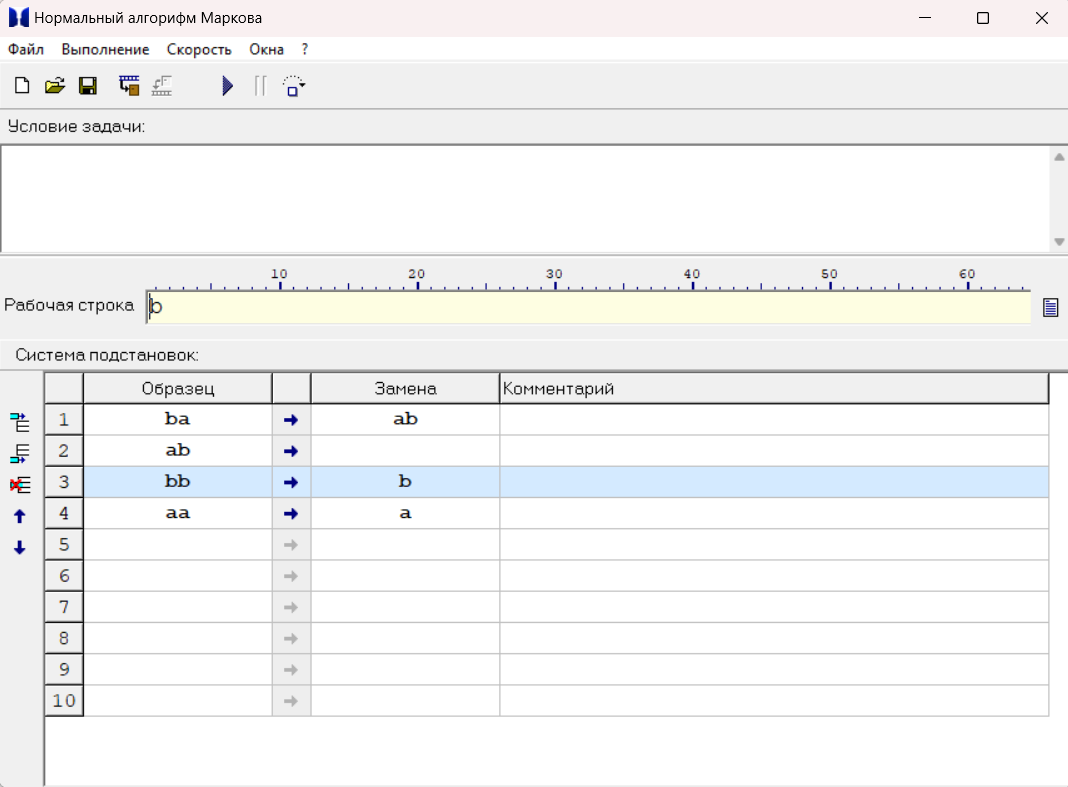 Нормальный алгорифм Маркова
Файл Выполнение Скорость Окна ?
Условие задачи:
10 20 30 40 50 60
Рабочая строка b
Система подстановок:
Образец Замена Комментарий
1 ba → ab
2 ab →
3 bb → b
4 aa → a
5 →
6 →
7 →
8 →
9 →
10 →